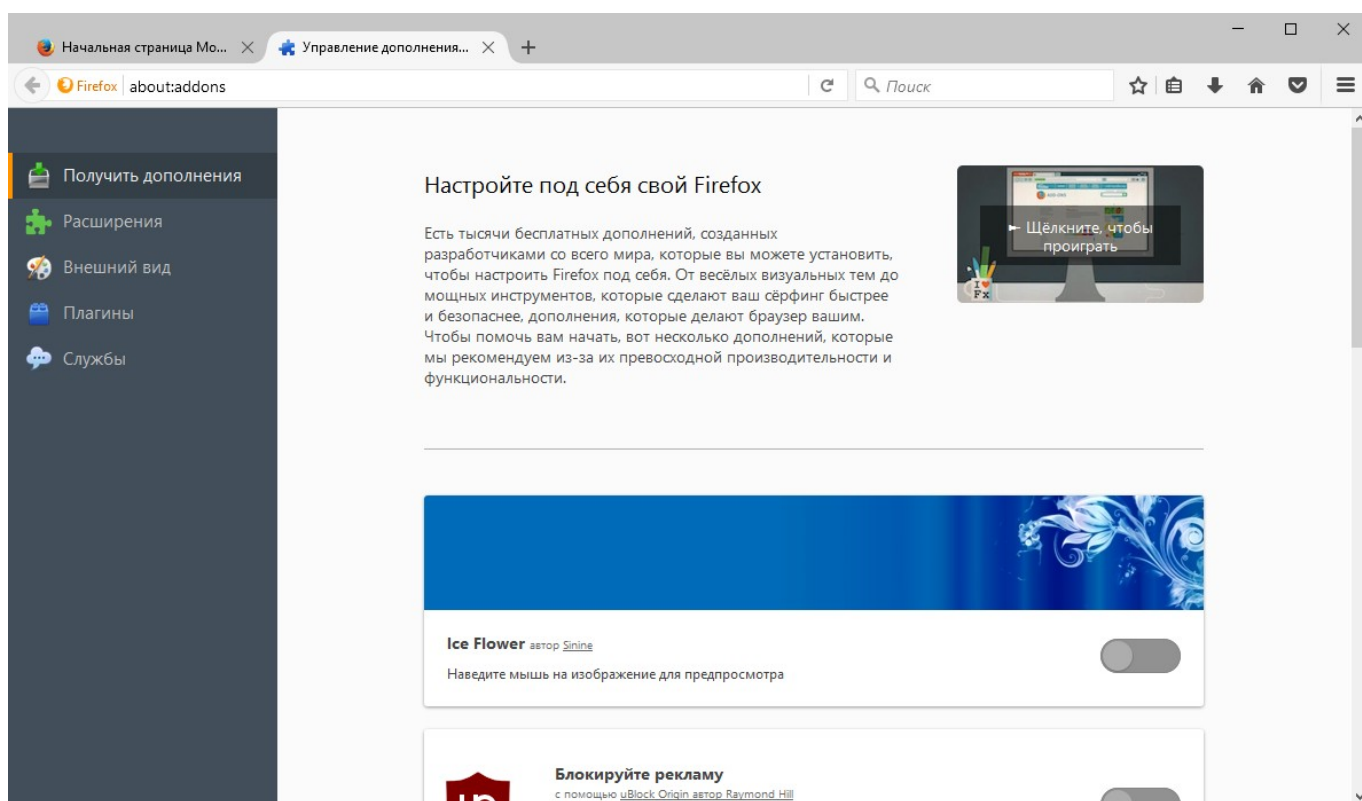 Начальная страница Mo...
Управление дополнения...
Firefox
about:addons
Поиск
Получить дополнения
Расширения
Внешний вид
Плагины
Службы
Настройте под себя свой Firefox
Есть тысячи бесплатных дополнений, созданных
разработчиками со всего мира, которые вы можете установить,
чтобы настроить Firefox под себя. От весёлых визуальных тем до
мощных инструментов, которые сделают ваш сёрфинг быстрее
и безопаснее, дополнения, которые делают браузер вашим.
Чтобы помочь вам начать, вот несколько дополнений, которые
мы рекомендуем из-за их превосходной производительности и
функциональности.
► Щёлкните, чтобы
проиграть
I ♥
Fx
Ice Flower автор Sinine
Наведите мышь на изображение для предпросмотра
Блокируйте рекламу
с помощью uBlock Origin автор Raymond Hill